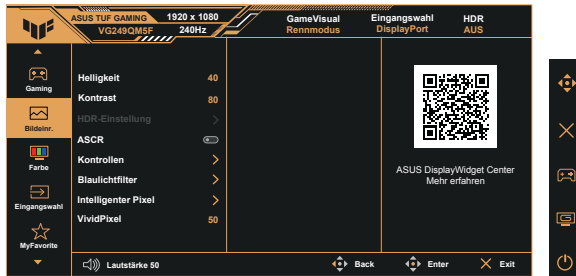 ASUS TUF GAMING 1920 x 1080 GameVisual Eingangswahl HDR
VG249QM5F 240Hz Rennmodus DisplayPort AUS
Gaming
Bildeinr.
Farbe
Eingangswahl
MyFavorite
Helligkeit 40
Kontrast 80
HDR-Einstellung
ASCR
Kontrollen
Blaulichtfilter
Intelligenter Pixel
VividPixel 50
ASUS DisplayWidget Center
Mehr erfahren
Lautstärke 50 Back Enter Exit